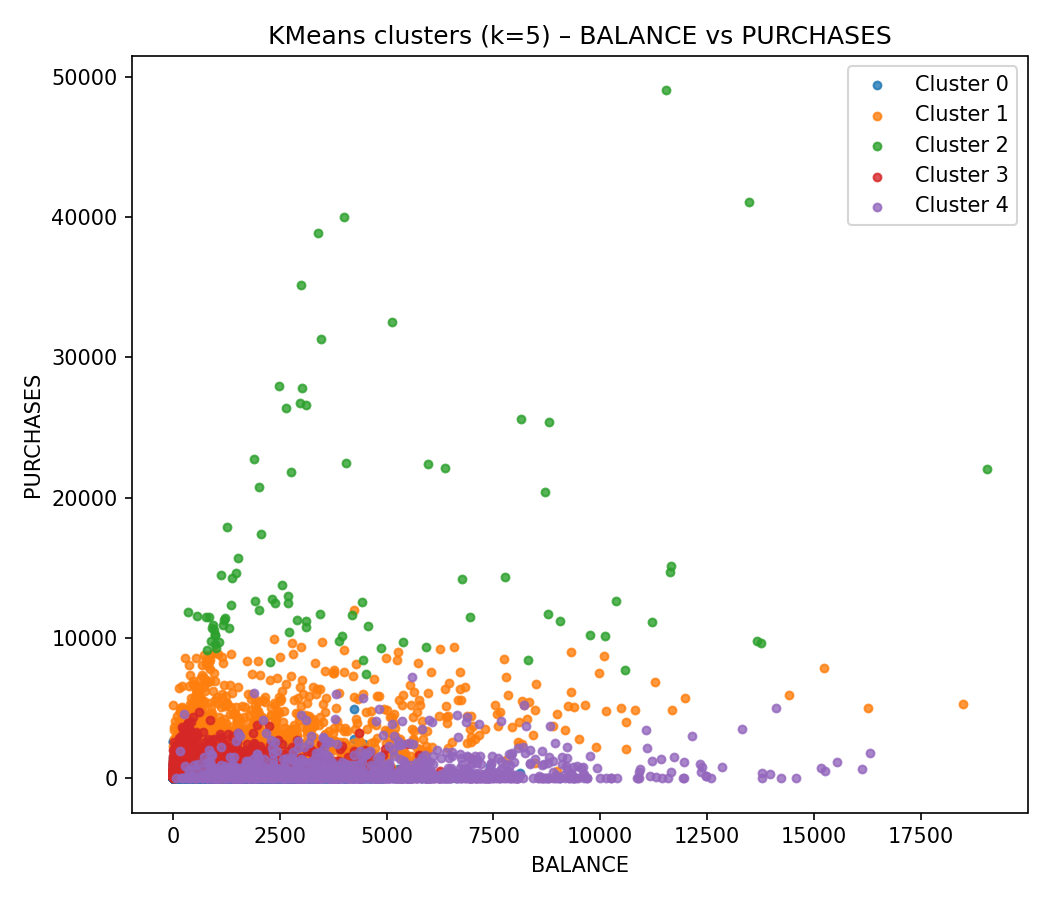 KMeans clusters (k=5) – BALANCE vs PURCHASES
Cluster 0
Cluster 1
Cluster 2
Cluster 3
Cluster 4
50000
40000
30000
20000
10000
0
PURCHASES
0 2500 5000 7500 10000 12500 15000 17500
BALANCE